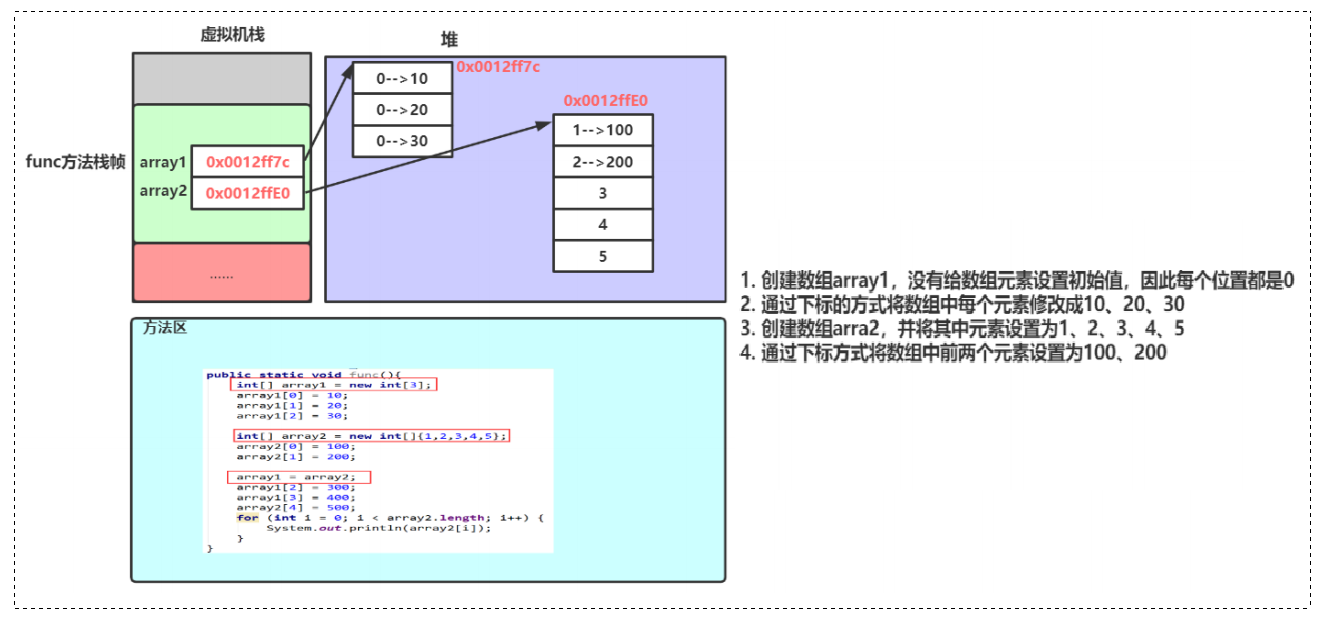 虚拟机栈
堆
0-->10
0x0012ff7c
0-->20
0x0012ffE0
0-->30
1-->100
func方法栈帧
array1
0x0012ff7c
2-->200
array2
0x0012ffE0
3
4
5
......
1. 创建数组array1，没有给数组元素设置初始值，因此每个位置都是0
2. 通过下标的方式将数组中每个元素修改成10、20、30
3. 创建数组arra2，并将其中元素设置为1、2、3、4、5
4. 通过下标方式将数组中前两个元素设置为100、200
方法区
public static void func(){
int[] array1 = new int[3];
array1[0] = 10;
array1[1] = 20;
array1[2] = 30;
int[] array2 = new int[]{1,2,3,4,5};
array2[0] = 100;
array2[1] = 200;
array1 = array2;
array1[2] = 300;
array1[3] = 400;
array2[4] = 500;
for (int i = 0; i < array2.length; i++) {
System.out.println(array2[i]);
}
}